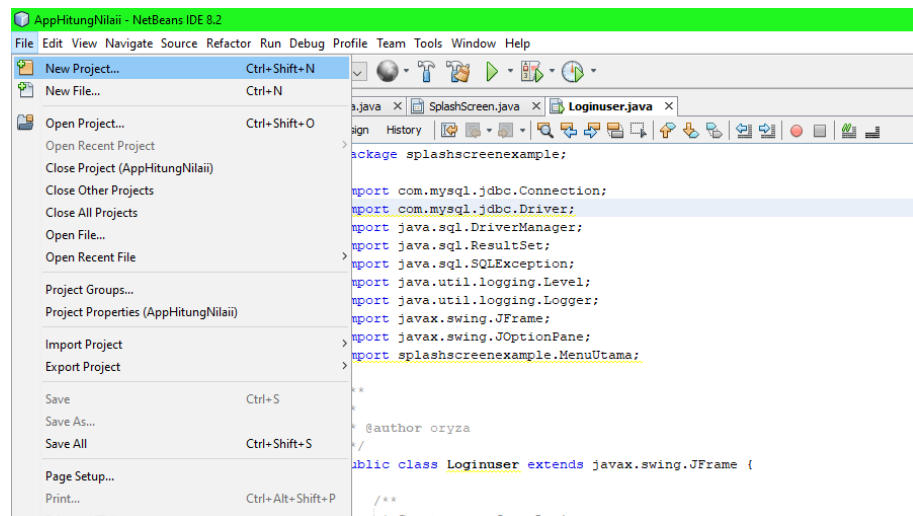 AppHitungNilaii - NetBeans IDE 8.2
File Edit View Navigate Source Refactor Run Debug Profile Team Tools Window Help
New Project... Ctrl+Shift+N
New File... Ctrl+N
Open Project... Ctrl+Shift+O
Open Recent Project
Close Project (AppHitungNilaii)
Close Other Projects
Close All Projects
Open File...
Open Recent File
Project Groups...
Project Properties (AppHitungNilaii)
Import Project
Export Project
Save Ctrl+S
Save As...
Save All Ctrl+Shift+S
Page Setup...
Print... Ctrl+Alt+Shift+P
a.java SplashScreen.java Loginuser.java
sign History
ackage splashscreenexample;
mport com.mysql.jdbc.Connection;
mport com.mysql.jdbc.Driver;
mport java.sql.DriverManager;
mport java.sql.ResultSet;
mport java.sql.SQLException;
mport java.util.logging.Level;
mport java.util.logging.Logger;
mport javax.swing.JFrame;
mport javax.swing.JOptionPane;
mport splashscreenexample.MenuUtama;
**
*
* @author oryza
*/
ublic class Loginuser extends javax.swing.JFrame {
/**